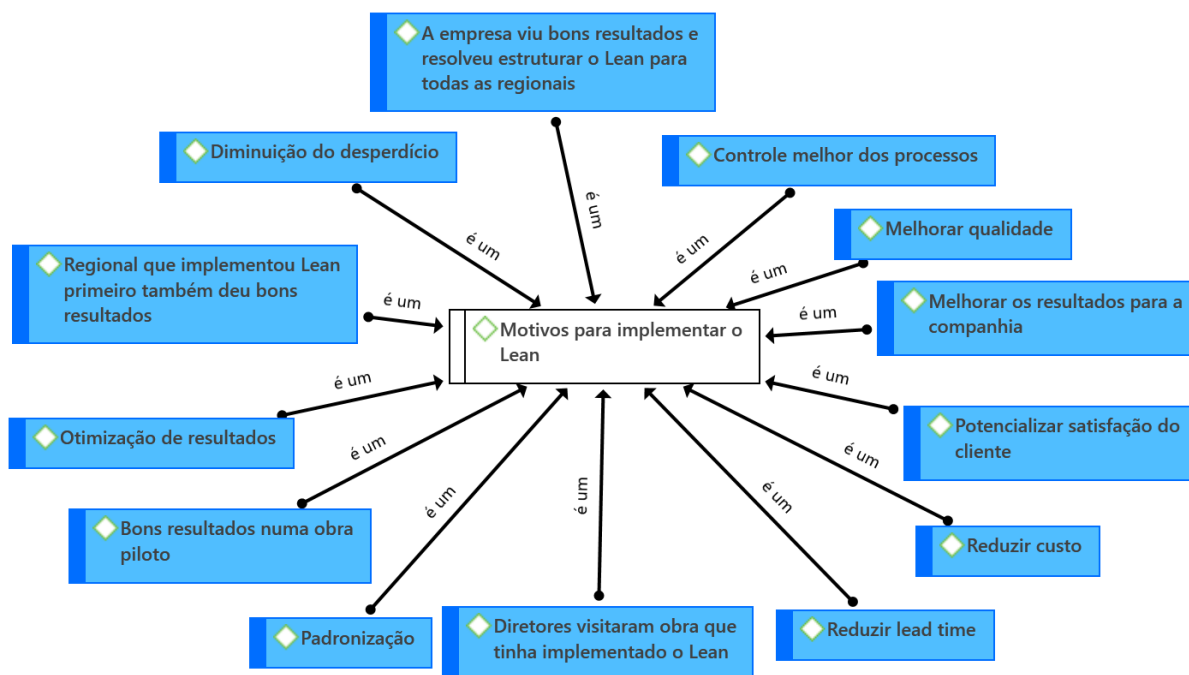 A empresa viu bons resultados e
resolveu estruturar o Lean para
todas as regionais
Diminuição do desperdício
Controle melhor dos processos
é um
Melhorar qualidade
é um
é um
Regional que implementou Lean
primeiro também deu bons
resultados
é um
é um
Melhorar os resultados para a
companhia
é um
Motivos para implementar o
Lean
é um
é um
é um
Otimização de resultados
Potencializar satisfação do
cliente
é um
é um
é um
é um
é um
Bons resultados numa obra
piloto
Reduzir custo
Padronização
Diretores visitaram obra que
tinha implementado o Lean
Reduzir lead time